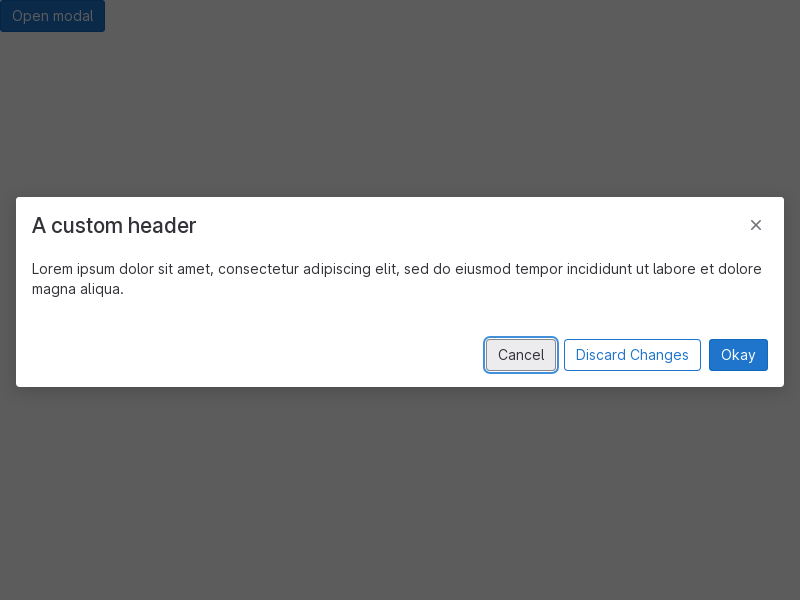 Open modal
A custom header
Lorem ipsum dolor sit amet, consectetur adipiscing elit, sed do eiusmod tempor incididunt ut labore et dolore
magna aliqua.
Cancel
Discard Changes
Okay